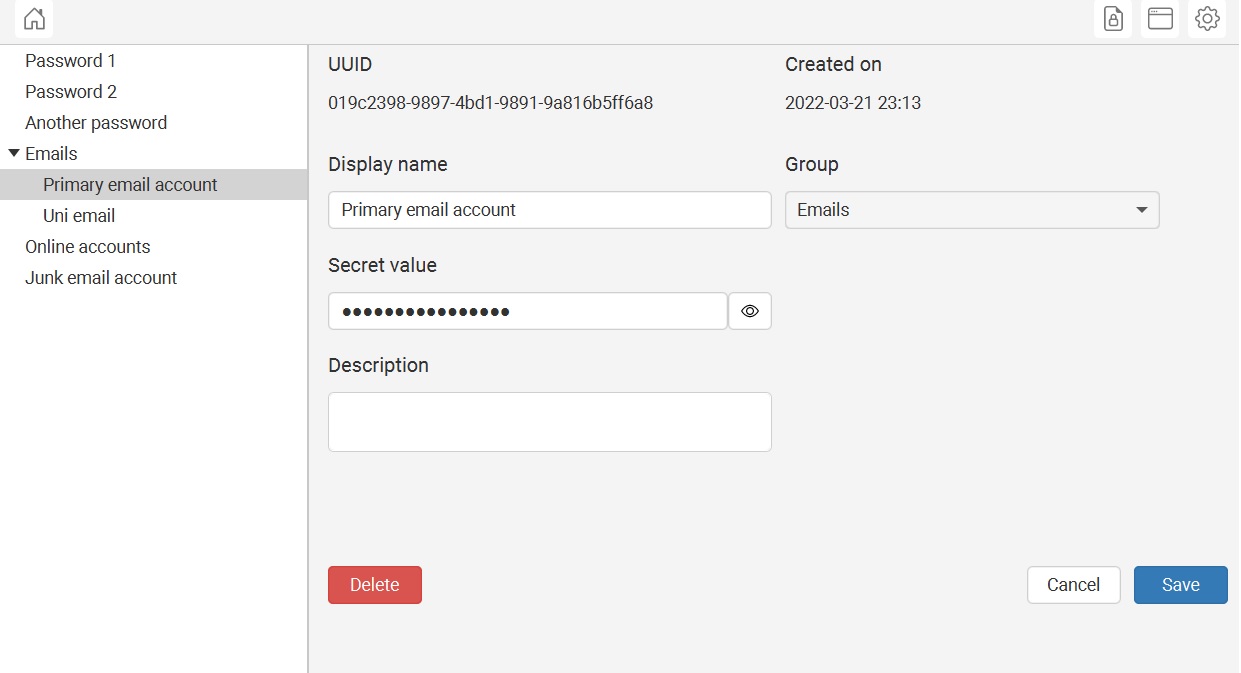 Password 1
Password 2
Another password
Emails
Primary email account
Uni email
Online accounts
Junk email account
UUID
019c2398-9897-4bd1-9891-9a816b5ff6a8
Created on
2022-03-21 23:13
Display name
Primary email account
Group
Emails
Secret value
●●●●●●●●●●●●●●●●
Description
Delete
Cancel
Save